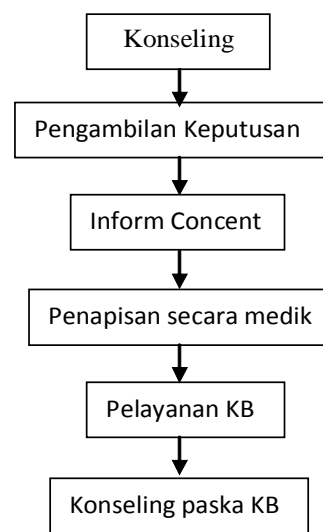 Konseling
Pengambilan Keputusan
Inform Concent
Penapisan secara medik
Pelayanan KB
Konseling paska KB